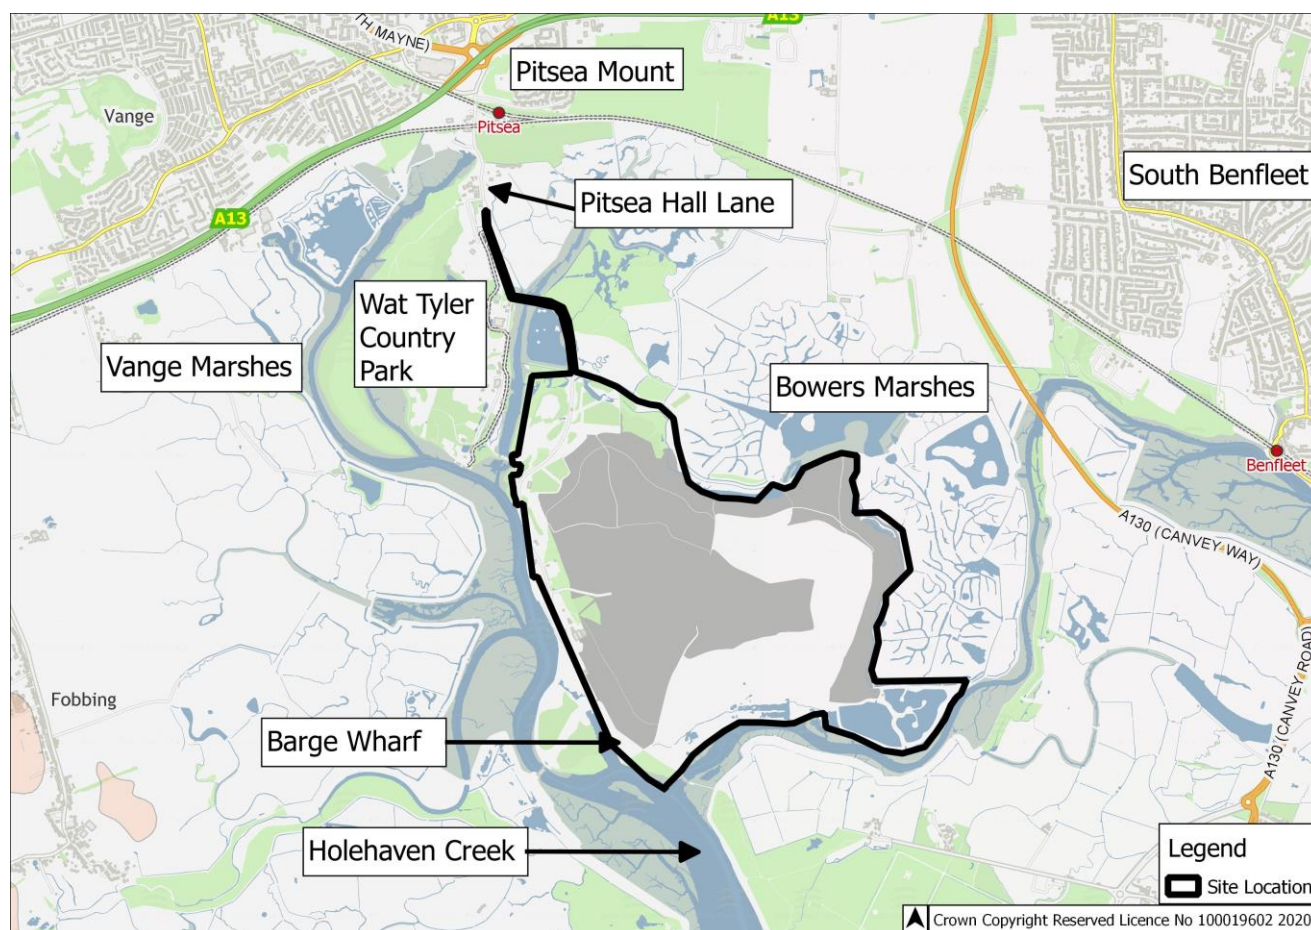 A13
TH MAYNE)
Pitsea Mount
Vange
Pitsea
South Benfleet
Pitsea Hall Lane
A13
Wat Tyler
Country
Park
Vange Marshes
Bowers Marshes
Benfleet
A130 (CANVEY WAY)
Fobbing
Barge Wharf
A130 (CANVEY ROAD)
Holehaven Creek
Legend
Site Location
Crown Copyright Reserved Licence No 100019602 2020